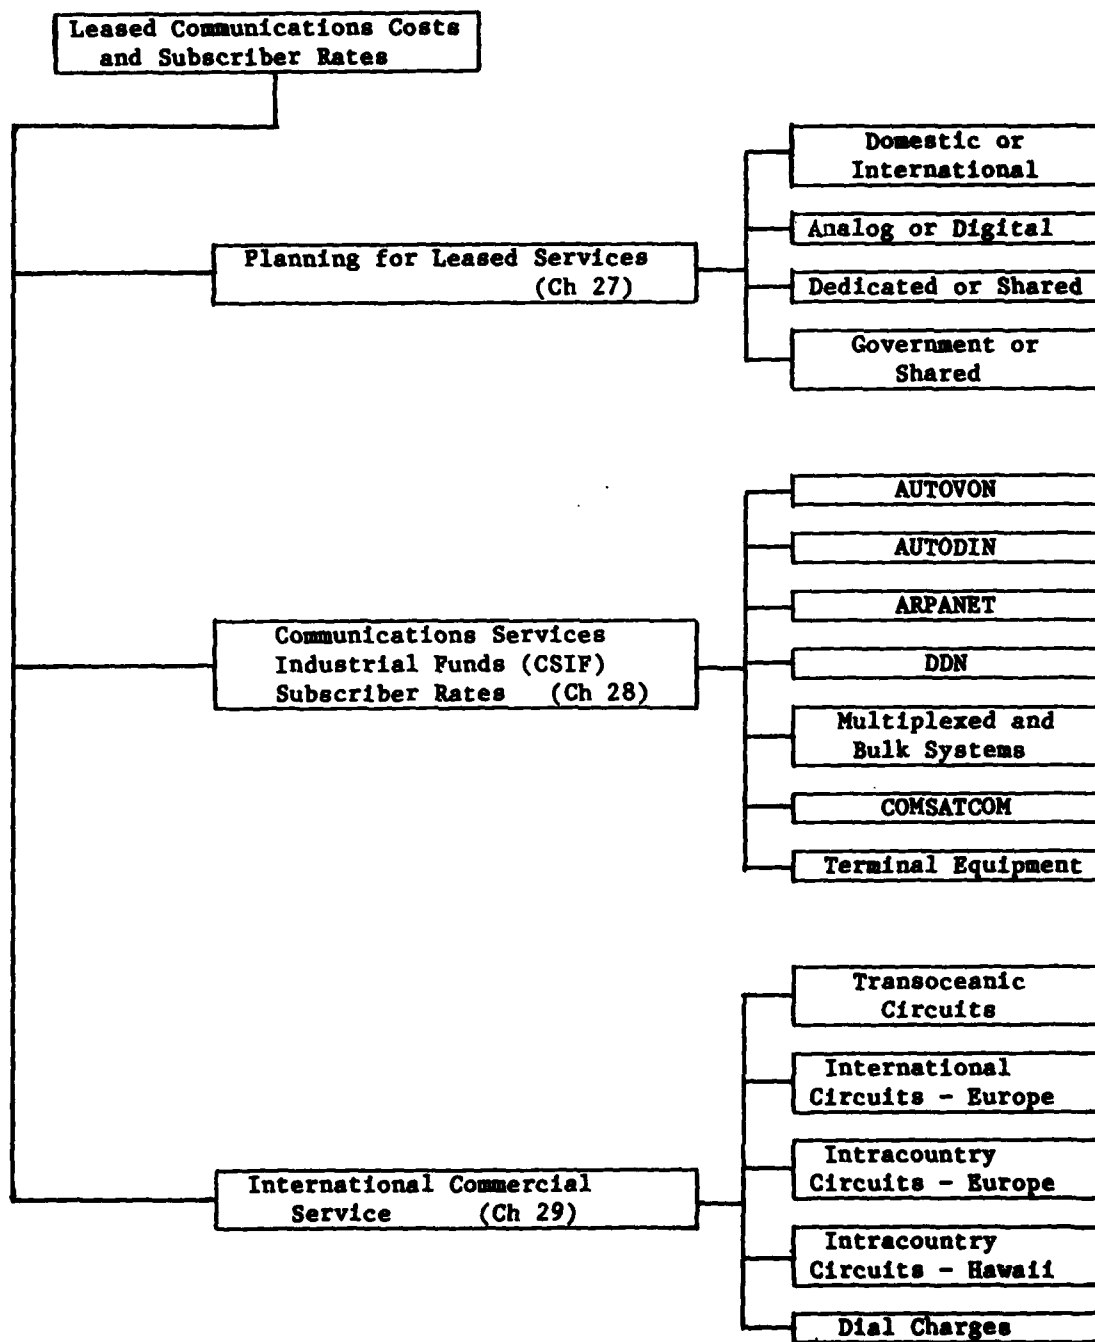 Leased Communications Costs
and Subscriber Rates
Planning for Leased Services
(Ch 27)
Domestic or
International
Analog or Digital
Dedicated or Shared
Government or
Shared
Communications Services
Industrial Funds (CSIF)
Subscriber Rates (Ch 28)
AUTOVON
AUTODIN
ARPANET
DDN
Multiplexed and
Bulk Systems
COMSATCOM
Terminal Equipment
International Commercial
Service (Ch 29)
Transoceanic
Circuits
International
Circuits - Europe
Intracountry
Circuits - Europe
Intracountry
Circuits - Hawaii
Dial Charges